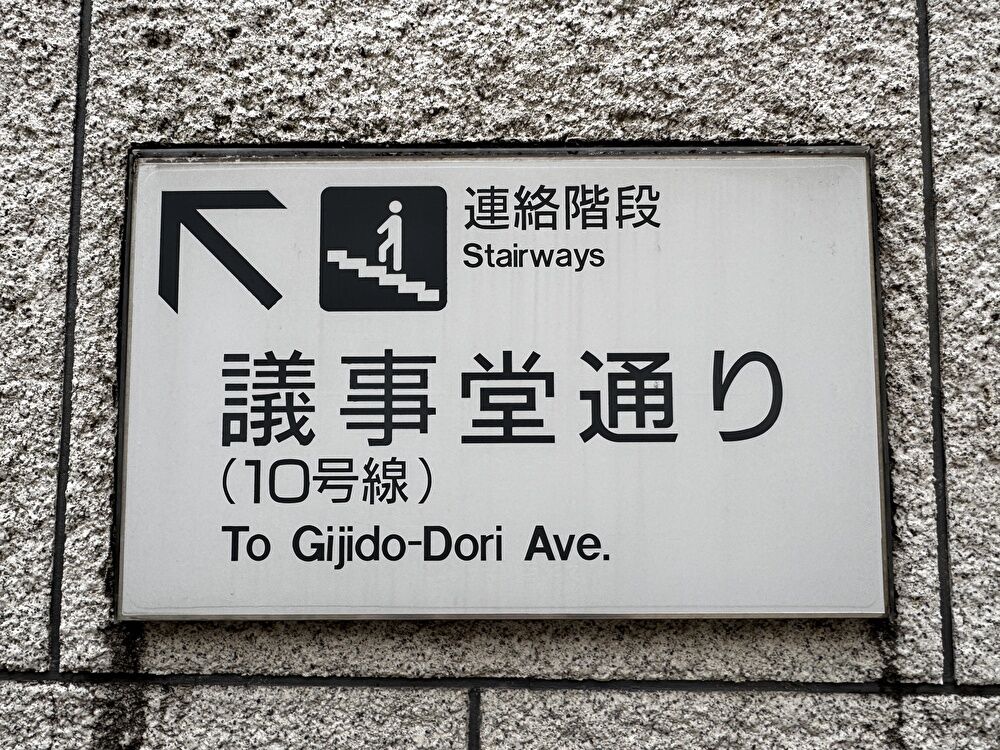 連絡階段
Stairways
議事堂通り
(10号線)
To Gijido-Dori Ave.